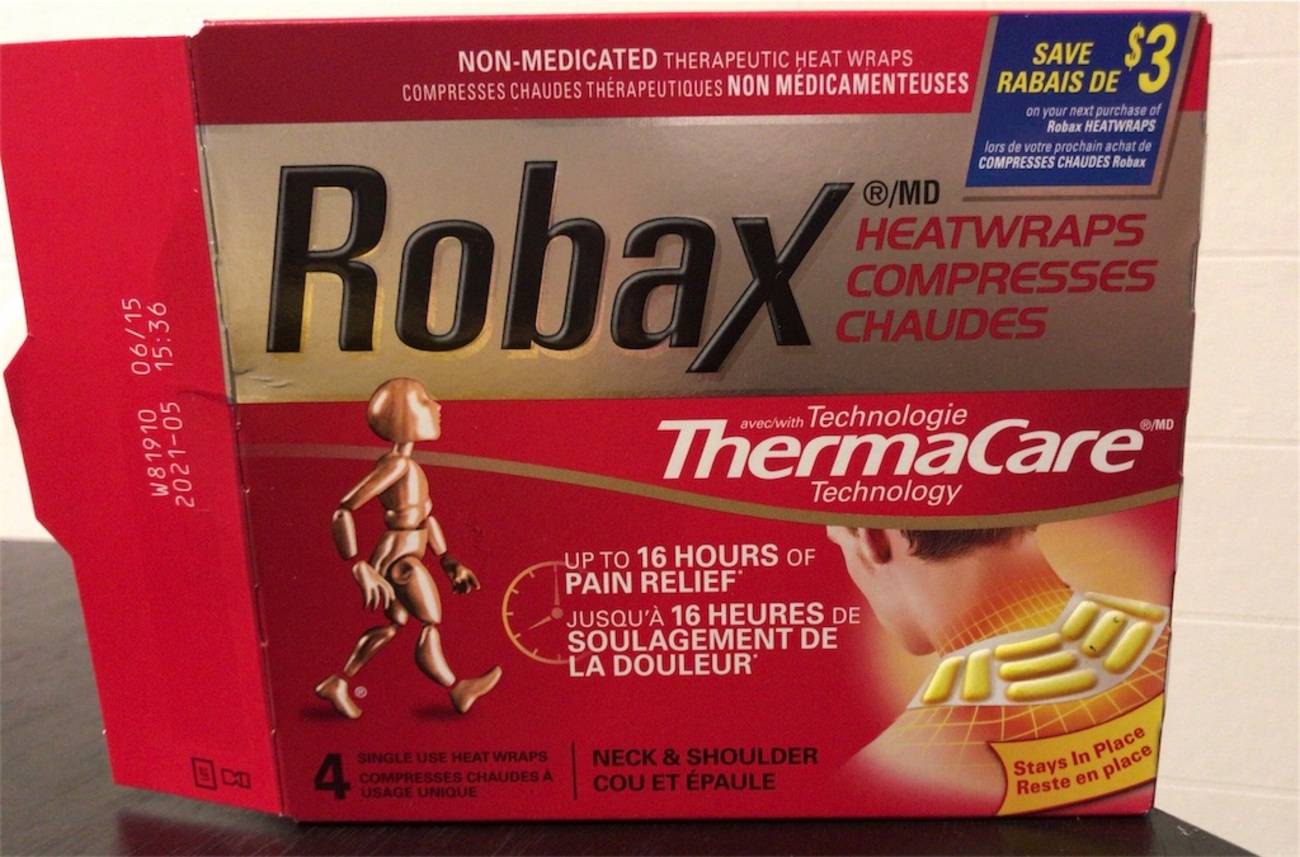 NON-MEDICATED THERAPEUTIC HEAT WRAPS
COMPRESSES CHAUDES THÉRAPEUTIQUES NON MÉDICAMENTEUSES
SAVE
RABAIS DE $3
on your next purchase of
Robax HEATWRAPS
lors de votre prochain achat de
COMPRESSES CHAUDES Robax
Robax ®/MD
HEATWRAPS
COMPRESSES
CHAUDES
avec/with Technologie
ThermaCare ®/MD
Technology
UP TO 16 HOURS OF
PAIN RELIEF*
JUSQU'À 16 HEURES DE
SOULAGEMENT DE
LA DOULEUR*
®
4 SINGLE USE HEAT WRAPS
COMPRESSES CHAUDES À
USAGE UNIQUE
NECK & SHOULDER
COU ET ÉPAULE
Stays In Place
Reste en place
W81910 06/15
2021-05 15:36
LOT